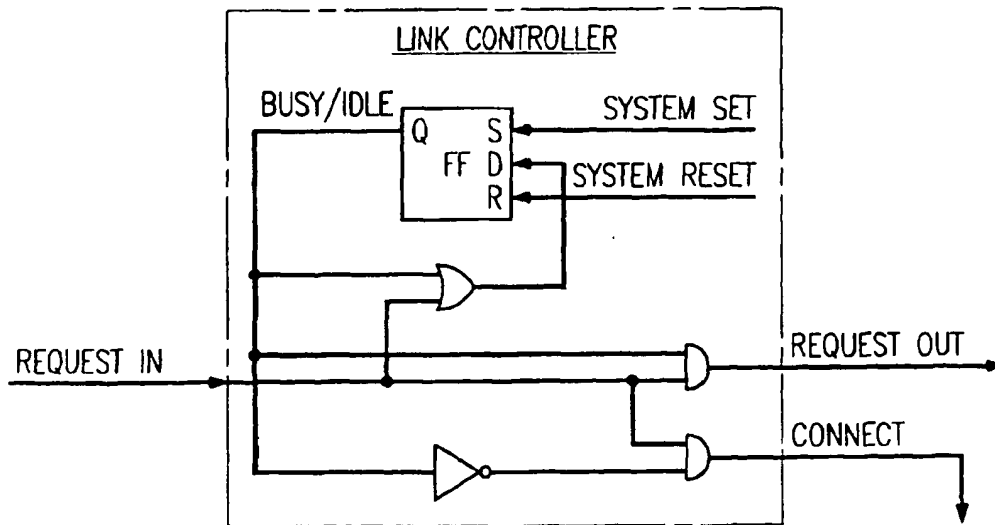 LINK CONTROLLER
BUSY/IDLE
Q
S
SYSTEM SET
FF
D
SYSTEM RESET
R
REQUEST IN
REQUEST OUT
CONNECT